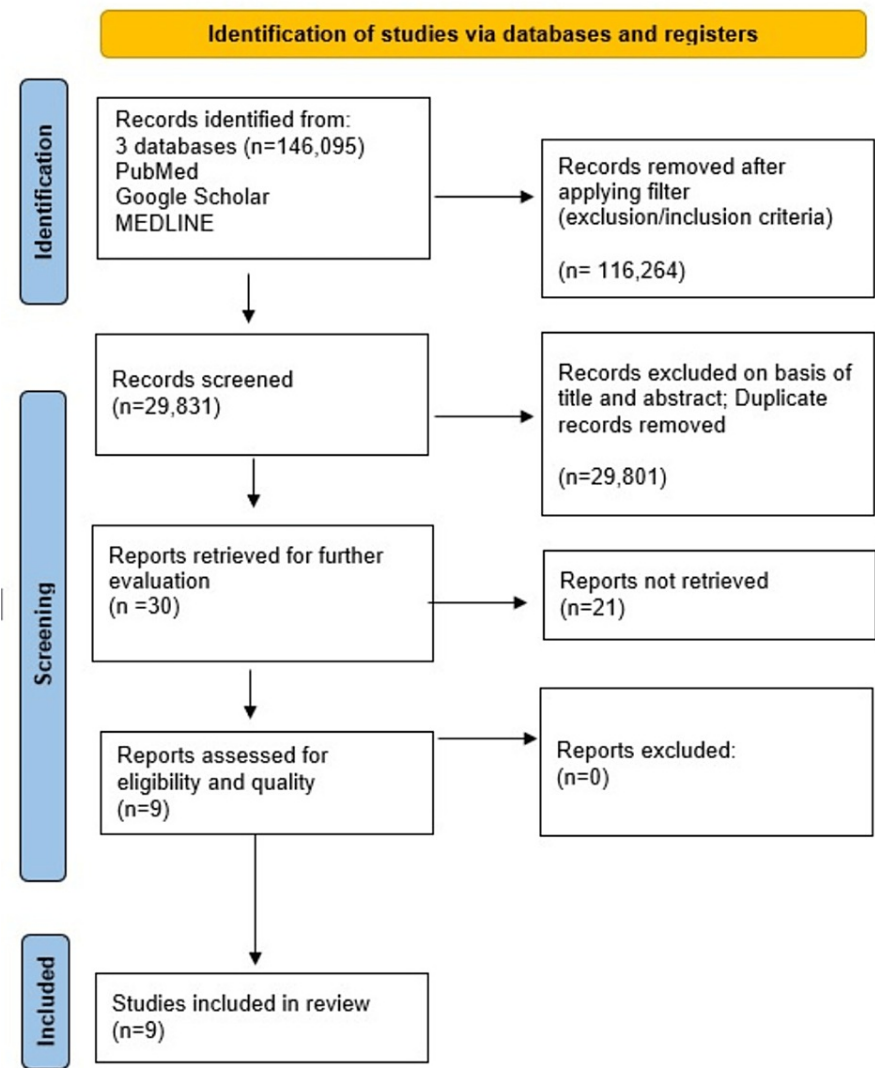 Identification of studies via databases and registers
Identification
Records identified from:
3 databases (n=146,095)
PubMed
Google Scholar
MEDLINE
Records removed after
applying filter
(exclusion/inclusion criteria)
(n= 116,264)
Screening
Records screened
(n=29,831)
Records excluded on basis of
title and abstract; Duplicate
records removed
(n=29,801)
Reports retrieved for further
evaluation
(n =30)
Reports not retrieved
(n=21)
Reports assessed for
eligibility and quality
(n=9)
Reports excluded:
(n=0)
Included
Studies included in review
(n=9)